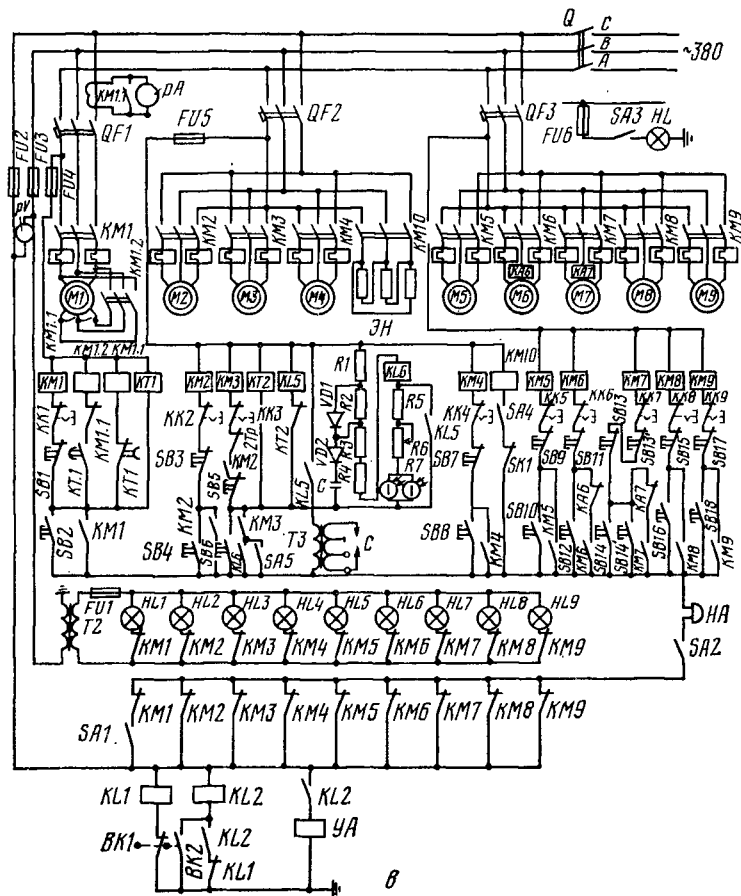 Q C
B
A
~380
KM1.1 pA
FU2 FU3 FU4 QF1
FU5
QF2
QF3
FU6 SA3 HL
pV
KM1 KM1.2
KM2 KM3 KM4 KM10
KM5 KM6 KM7 KM8 KM9
KA6 KA7
M1 M2 M3 M4 M5 M6 M7 M8 M9
ЭН
KM1.1 KM1.2 KM1.1
KM1 KT1
KM2 KM3 KT2 KL5
R1
KL6
KM4 KM10
KM5 KM6 KM7 KM8 KM9
KK1 KM1.1
KK2 2TP KK3 KT2
VD1 R2 R5 KL5
KK4 SA4
KK5 KK6 SB13 KK7 KK8 KK9
SB1 KT.1 KT1
SB3 SB5 KM2
VD2 R3 R6
R4 R7
SB7 SK1
SB9 SB11 SB13 SB15 SB17
KL5 C
KA6 KA7
SB2 KM1
SB4 KM2 SB6 KL6 KM3 SA5
T3 C
SB8 KM4
SB10 KM5 SB12 KM6 SB14 SB14 KM7 SB16 KM8 SB18 KM9
T2 FU1
HL1 HL2 HL3 HL4 HL5 HL6 HL7 HL8 HL9
HA
KM1 KM2 KM3 KM4 KM5 KM6 KM7 KM8 KM9
SA2
SA1
KM1 KM2 KM3 KM4 KM5 KM6 KM7 KM8 KM9
KL1 KL2 KL2
YA
BK1 BK2 KL2
KL1
в